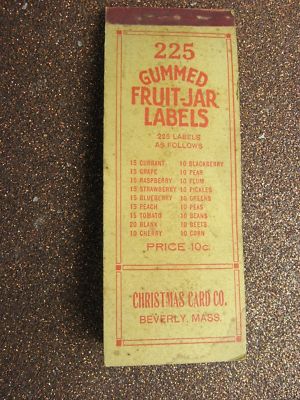 225
GUMMED
FRUIT-JAR
LABELS
225 LABELS
AS FOLLOWS
15 CURRANT 10 BLACKBERRY
15 GRAPE 10 PEAR
15 RASPBERRY 10 PLUM
15 STRAWBERRY 10 PICKLES
15 BLUEBERRY 10 GREENS
15 PEACH 10 PEAS
15 TOMATO 10 BEANS
20 BLANK 10 BEETS
10 CHERRY 10 CORN
PRICE 10c.
CHRISTMAS CARD CO.
BEVERLY, MASS.